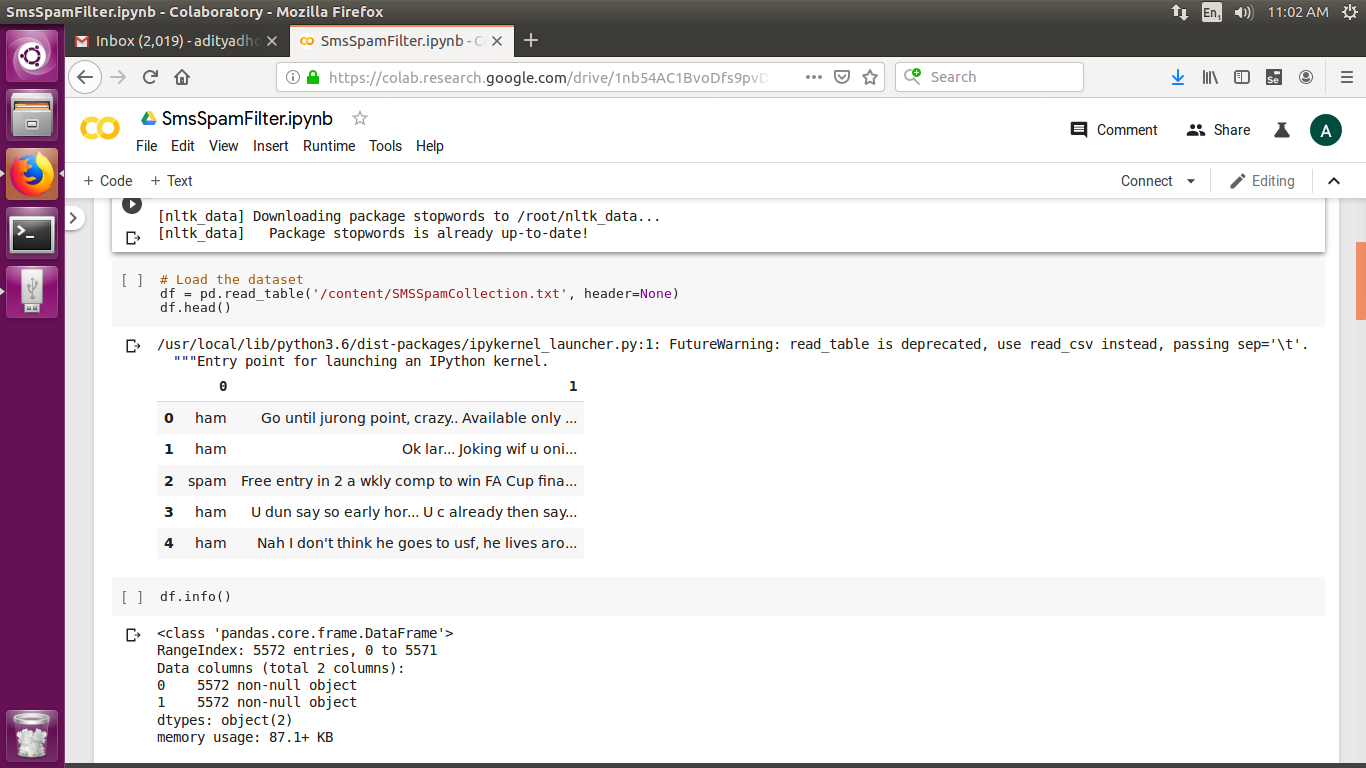 SmsSpamFilter.ipynb - Colaboratory - Mozilla Firefox
En1 11:02 AM
Inbox (2,019) - adityadho
SmsSpamFilter.ipynb - C
https://colab.research.google.com/drive/1nb54AC1BvoDfs9pvD
Search
Se
SmsSpamFilter.ipynb
File Edit View Insert Runtime Tools Help
Comment Share A
+ Code + Text Connect Editing
[nltk_data] Downloading package stopwords to /root/nltk_data...
[nltk_data]   Package stopwords is already up-to-date!
[ ] # Load the dataset
df = pd.read_table('/content/SMSSpamCollection.txt', header=None)
df.head()
/usr/local/lib/python3.6/dist-packages/ipykernel_launcher.py:1: FutureWarning: read_table is deprecated, use read_csv instead, passing sep='\t'.
"""Entry point for launching an IPython kernel.
0 1
0 ham Go until jurong point, crazy.. Available only ...
1 ham Ok lar... Joking wif u oni...
2 spam Free entry in 2 a wkly comp to win FA Cup fina...
3 ham U dun say so early hor... U c already then say...
4 ham Nah I don't think he goes to usf, he lives aro...
[ ] df.info()
<class 'pandas.core.frame.DataFrame'>
RangeIndex: 5572 entries, 0 to 5571
Data columns (total 2 columns):
0    5572 non-null object
1    5572 non-null object
dtypes: object(2)
memory usage: 87.1+ KB